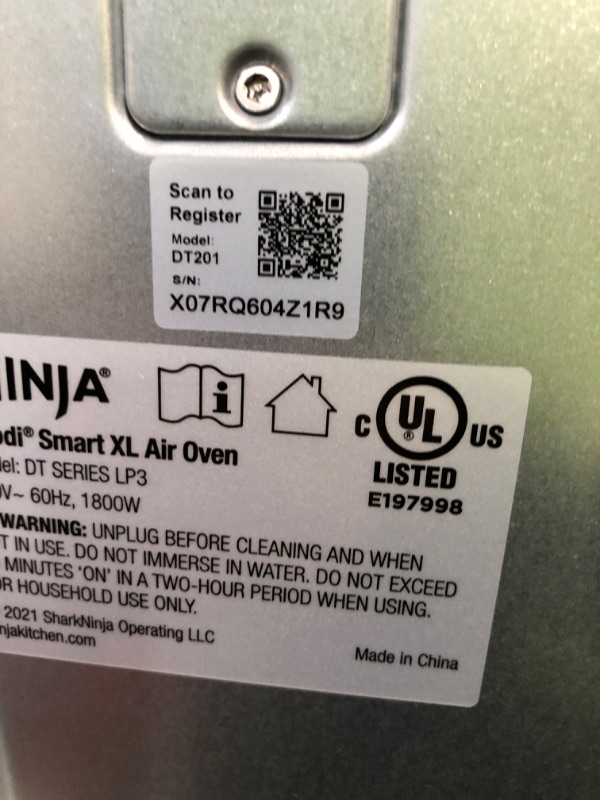 Scan to
Register
Model:
DT201
S/N:
X07RQ604Z1R9
INJA®
odi® Smart XL Air Oven
el: DT SERIES LP3
V~ 60Hz, 1800W
C UL® US
LISTED
E197998
WARNING: UNPLUG BEFORE CLEANING AND WHEN
T IN USE. DO NOT IMMERSE IN WATER. DO NOT EXCEED
MINUTES 'ON' IN A TWO-HOUR PERIOD WHEN USING.
R HOUSEHOLD USE ONLY.
2021 SharkNinja Operating LLC
njakitchen.com
Made in China